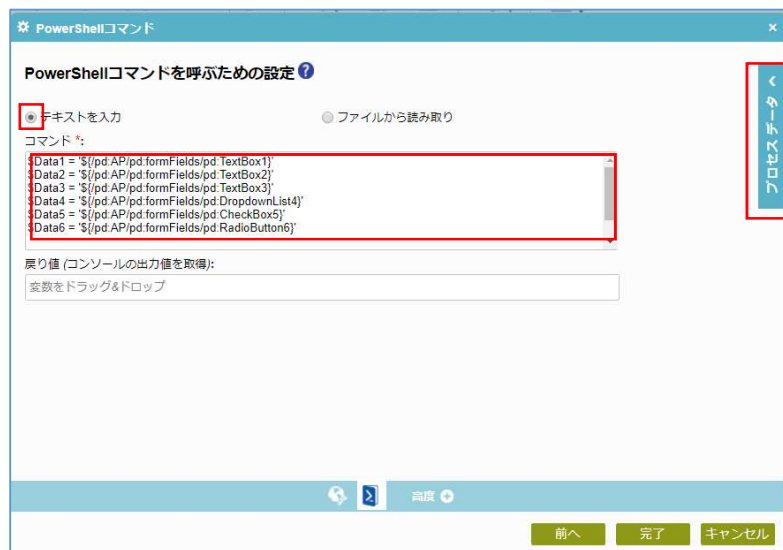 PowerShellコマンド ×
PowerShellコマンドを呼ぶための設定 ?
テキストを入力 ファイルから読み取り
コマンド *:
$Data1 = '${/pd:AP/pd:formFields/pd:TextBox1}'
$Data2 = '${/pd:AP/pd:formFields/pd:TextBox2}'
$Data3 = '${/pd:AP/pd:formFields/pd:TextBox3}'
$Data4 = '${/pd:AP/pd:formFields/pd:DropdownList4}'
$Data5 = '${/pd:AP/pd:formFields/pd:CheckBox5}'
$Data6 = '${/pd:AP/pd:formFields/pd:RadioButton6}'
戻り値 (コンソールの出力値を取得):
変数をドラッグ&ドロップ
プロセスデータ
高度
前へ 完了 キャンセル